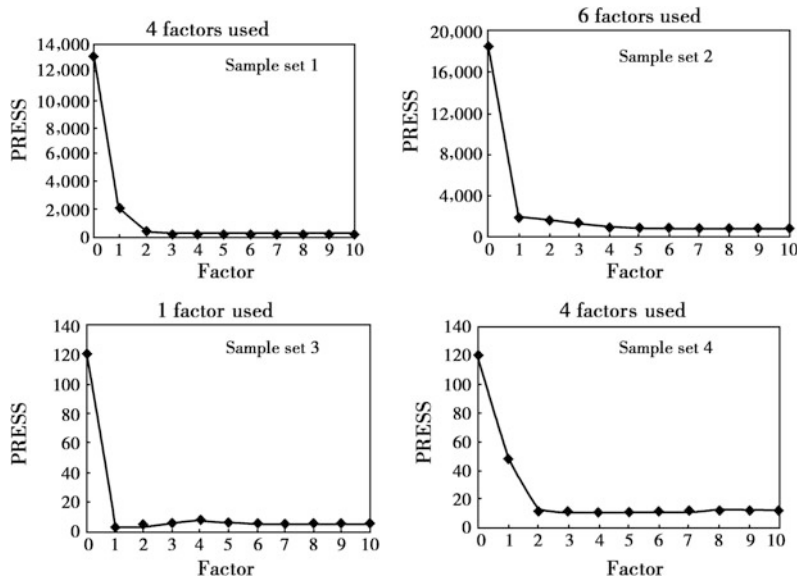 4 factors used
14,000
12,000
10,000
8,000
6,000
4,000
2,000
0
PRESS
Sample set 1
0 1 2 3 4 5 6 7 8 9 10
Factor
6 factors used
20,000
16,000
12,000
8,000
4,000
0
PRESS
Sample set 2
0 1 2 3 4 5 6 7 8 9 10
Factor
1 factor used
140
120
100
80
60
40
20
0
PRESS
Sample set 3
0 1 2 3 4 5 6 7 8 9 10
Factor
4 factors used
140
120
100
80
60
40
20
0
PRESS
Sample set 4
0 1 2 3 4 5 6 7 8 9 10
Factor